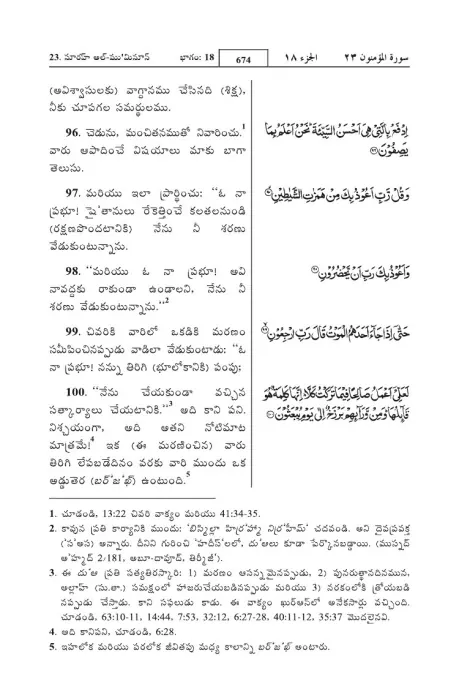 23. సూరహ్ అల్-ము'మినూన్ భాగం: 18 674 الجزء ١٨ سورة المؤمنون ٢٣
(అవిశ్వాసులకు) వాగ్దానము చేసినది (శిక్ష),
నీకు చూపగల సమర్థులము.
96. చెడును, మంచితనముతో నివారించు.1
వారు ఆపాదించే విషయాలు మాకు బాగా
తెలుసు.
ادْفَعْ بِالَّتِي هِيَ أَحْسَنُ السَّيِّئَةَ نَحْنُ أَعْلَمُ بِمَا
يَصِفُونَ ۝٩٦
97. మరియు ఇలా ప్రార్థించు: ''ఓ నా
ప్రభూ! షై'తానులు రేకెత్తించే కలతలనుండి
(రక్షణపొందటానికి) నేను నీ శరణు
వేడుకుంటున్నాను.
وَقُلْ رَبِّ أَعُوذُ بِكَ مِنْ هَمَزَاتِ الشَّيَاطِينِ ۝٩٧
98. ''మరియు ఓ నా ప్రభూ! అవి
నావద్దకు రాకుండా ఉండాలని, నేను నీ
శరణు వేడుకుంటున్నాను.''2
وَأَعُوذُ بِكَ رَبِّ أَنْ يَحْضُرُونِ ۝٩٨
99. చివరికి వారిలో ఒకడికి మరణం
సమీపించినప్పుడు వాడిలా వేడుకుంటాడు: ''ఓ
నా ప్రభూ! నన్ను తిరిగి (భూలోకానికి) పంపు;
حَتَّىٰ إِذَا جَاءَ أَحَدَهُمُ الْمَوْتُ قَالَ رَبِّ ارْجِعُونِ ۝٩٩
100. ''నేను చేయకుండా వచ్చిన
సత్కార్యాలు చేయటానికి.''3 అది కాని పని.
నిశ్చయంగా, అది అతని నోటిమాట
మాత్రమే!4 ఇక (ఈ మరణించిన) వారు
తిరిగి లేపబడేదినం వరకు వారి ముందు ఒక
అడ్డుతెర (బర్'జ'ఖ్) ఉంటుంది.5
لَعَلِّي أَعْمَلُ صَالِحًا فِيمَا تَرَكْتُ كَلَّا إِنَّهَا كَلِمَةٌ هُوَ
قَائِلُهَا وَمِنْ وَرَائِهِمْ بَرْزَخٌ إِلَىٰ يَوْمِ يُبْعَثُونَ ۝١٠٠
1. చూడండి, 13:22 చివరి వాక్యం మరియు 41:34-35.
2. కావున ప్రతి కార్యానికి ముందు: 'బిస్మిల్లా హిర్ర'హ్మా నిర్ర'హీమ్' చదవండి. అని దైవప్రవక్త
('స'అస) అన్నారు. దీనిని గురించి 'హదీస్'లలో, దు'ఆలు కూడా పేర్కొనబడ్డాయి. (ముసన్నద్
అ'హ్మద్ 2/181, అబూ-దావూద్, తిర్మీజీ').
3. ఈ దు'ఆ ప్రతి సత్యతిరస్కారి: 1) మరణం ఆసన్నమైనప్పుడు, 2) పునరుత్థానదినమున,
అల్లాహ్ (సు.తా.) సమక్షంలో హాజరుచేయబడినప్పుడు మరియు 3) నరకంలోకి త్రోయబడి
నప్పుడు చేస్తాడు. కాని సఫలుడు కాడు. ఈ వాక్యం ఖుర్ఆన్‌లో అనేకసార్లు వచ్చింది.
చూడండి, 63:10-11, 14:44, 7:53, 32:12, 6:27-28, 40:11-12, 35:37 మొదలైనవి.
4. అది కానిపని, చూడండి, 6:28.
5. ఇహలోక మరియు పరలోక జీవితపు మధ్య కాలాన్ని బర్'జ'ఖ్ అంటారు.